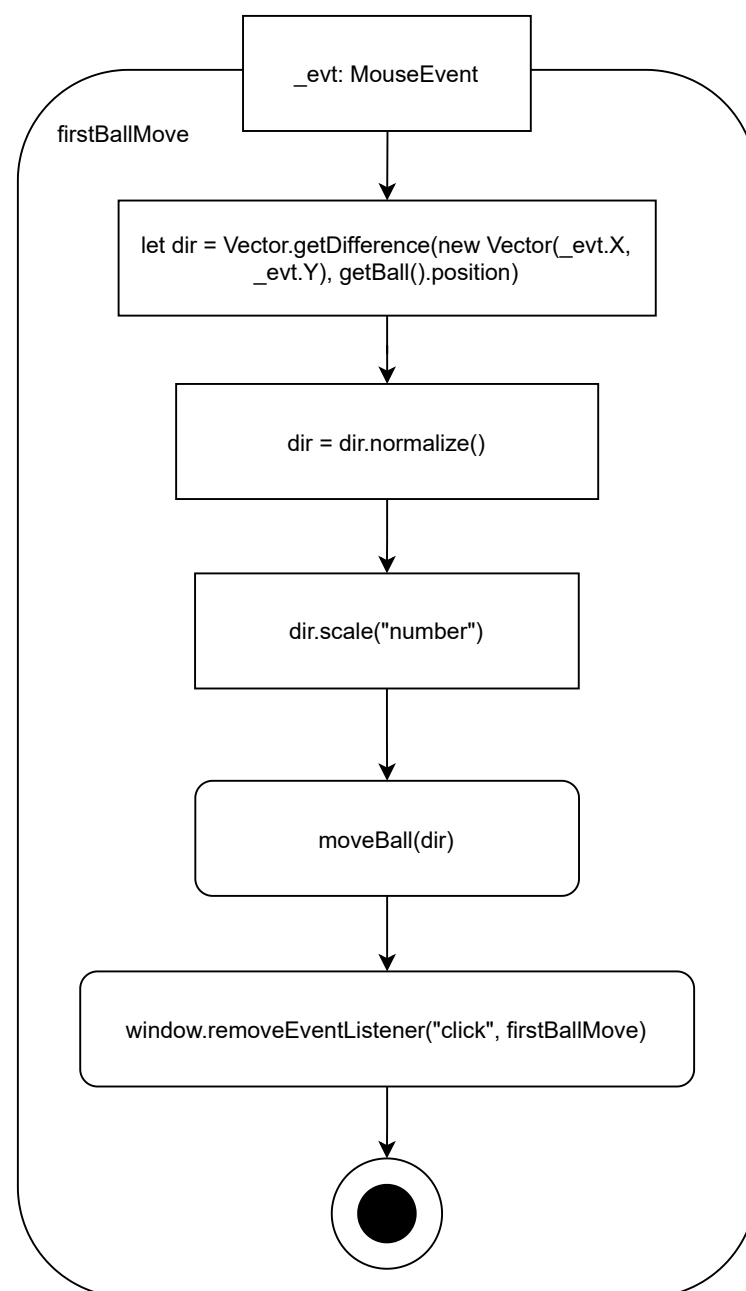 _evt: MouseEvent
firstBallMove
let dir = Vector.getDifference(new Vector(_evt.X,
_evt.Y), getBall().position)
dir = dir.normalize()
dir.scale("number")
moveBall(dir)
window.removeEventListener("click", firstBallMove)